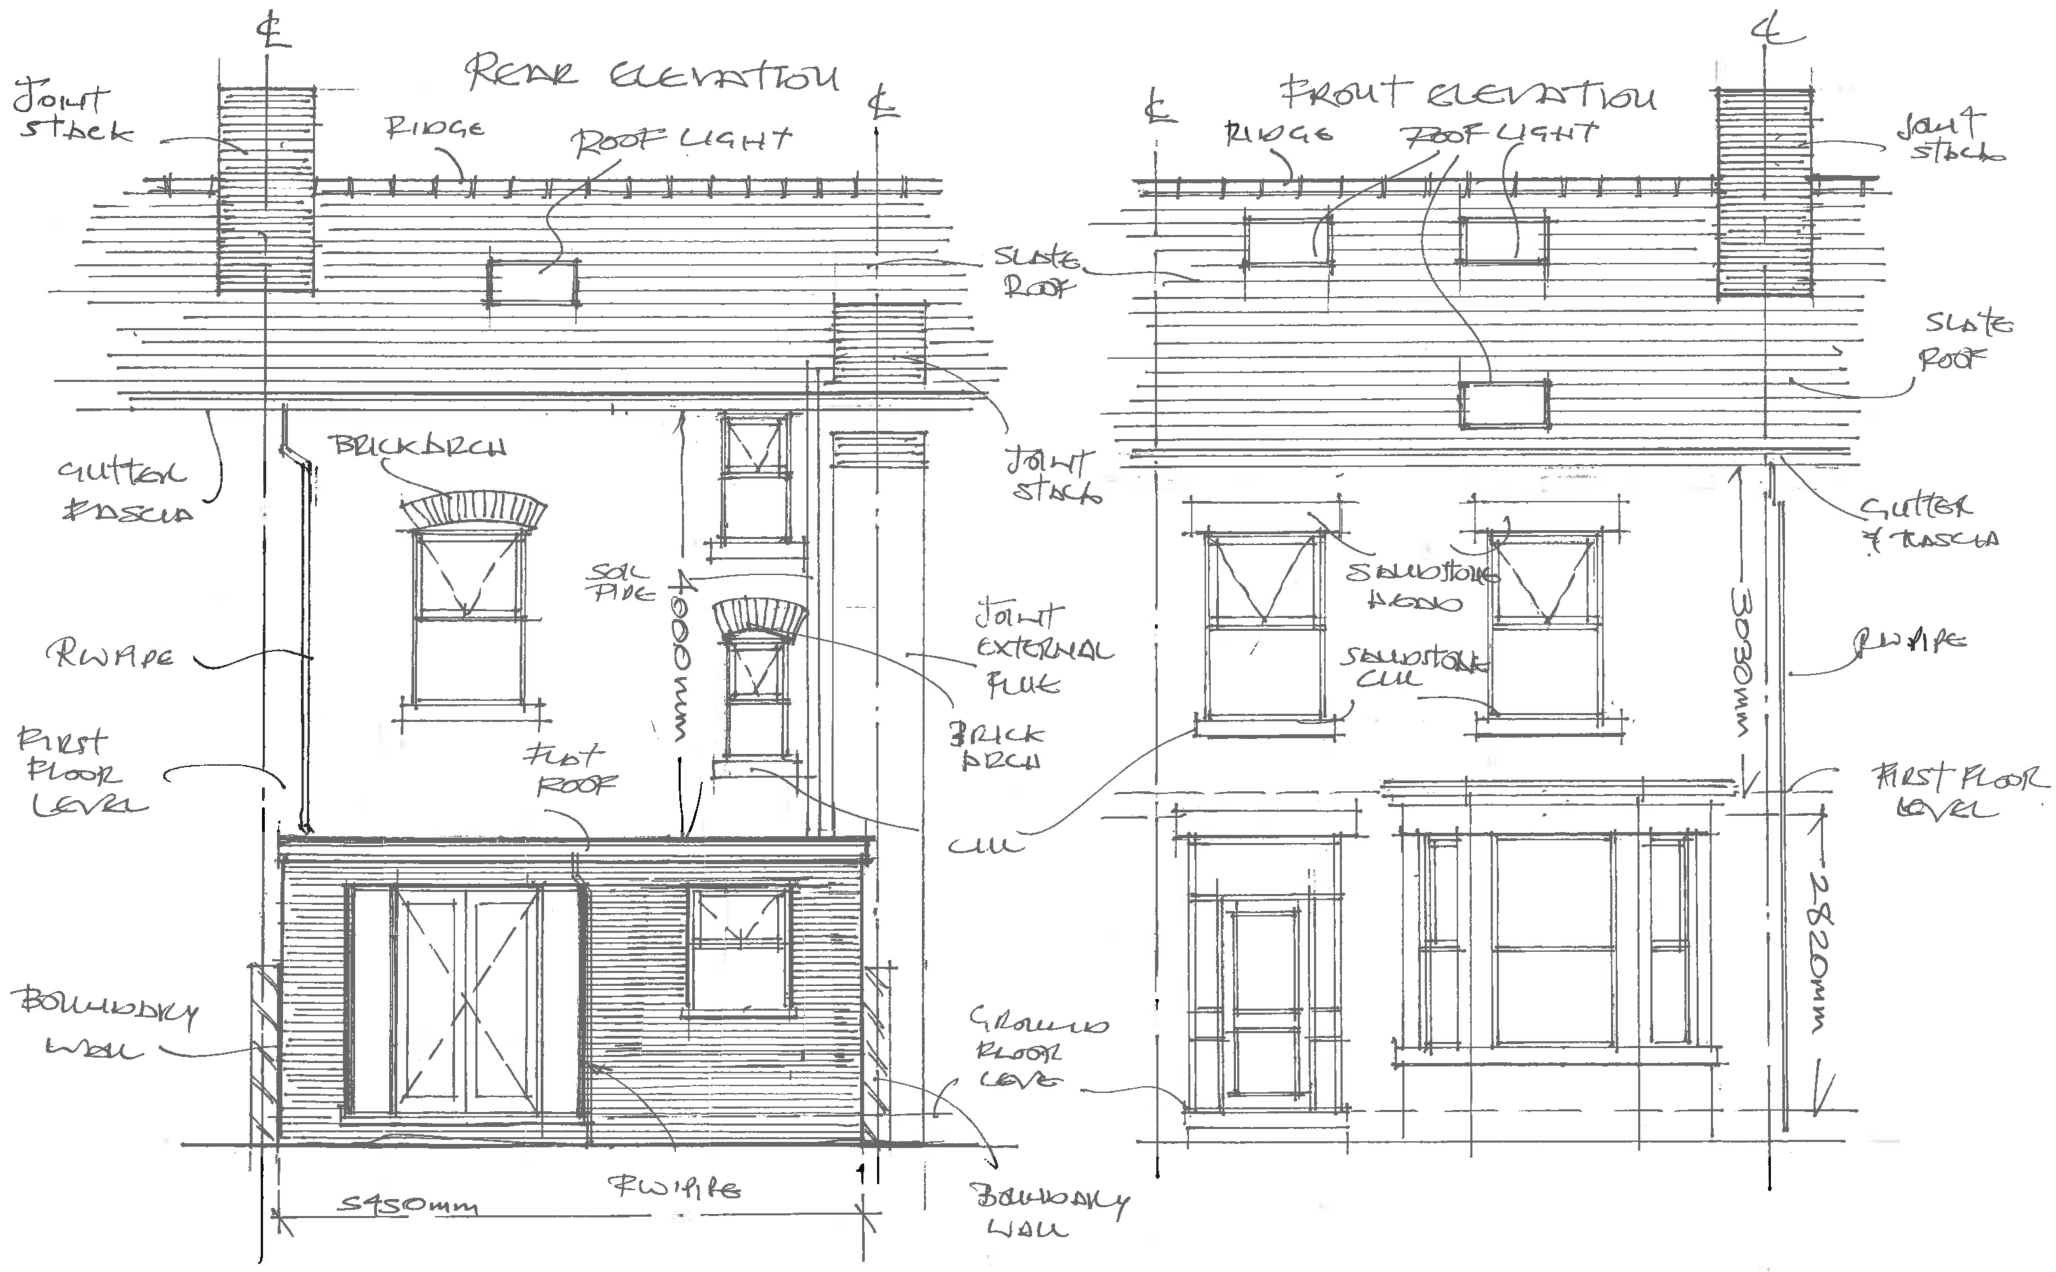 ℄
REAR ELEVATION
JOINT
STACK
RIDGE
ROOF LIGHT
℄
SLATE
ROOF
GUTTER
FASCIA
BRICK ARCH
JOINT
STACK
SOIL
PIPE
4000mm
RWPIPE
JOINT
EXTERNAL
FLUE
BRICK
ARCH
FIRST
FLOOR
LEVEL
FLAT
ROOF
CILL
BOUNDARY
WALL
GROUND
FLOOR
LEVEL
RWPIPE
BOUNDARY
WALL
5450mm
℄
FRONT ELEVATION
℄
RIDGE
ROOF LIGHT
JOINT
STACK
SLATE
ROOF
GUTTER
& FASCIA
SANDSTONE
HEAD
3030mm
RWPIPE
SANDSTONE
CILL
FIRST FLOOR
LEVEL
2820mm